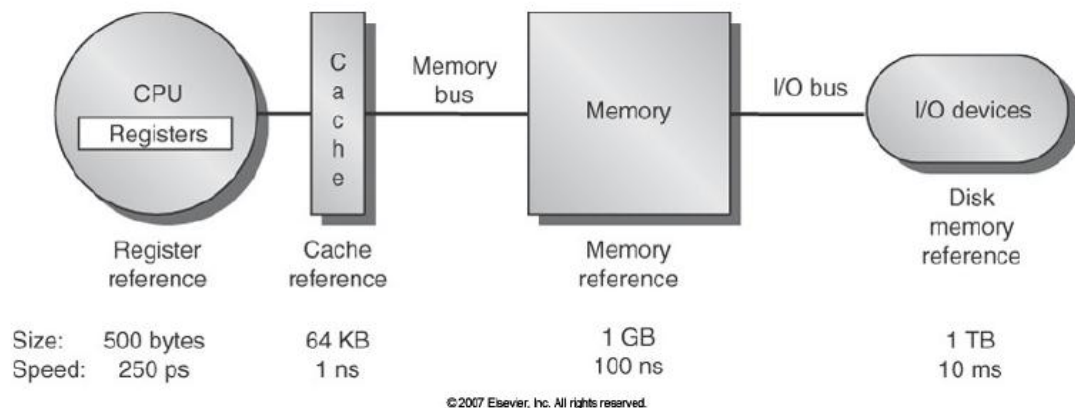 CPU
Registers
C
a
c
h
e
Memory
bus
Memory
I/O bus
I/O devices
Register
reference
Cache
reference
Memory
reference
Disk
memory
reference
Size: 500 bytes 64 KB 1 GB 1 TB
Speed: 250 ps 1 ns 100 ns 10 ms
© 2007 Elsevier, Inc. All rights reserved.